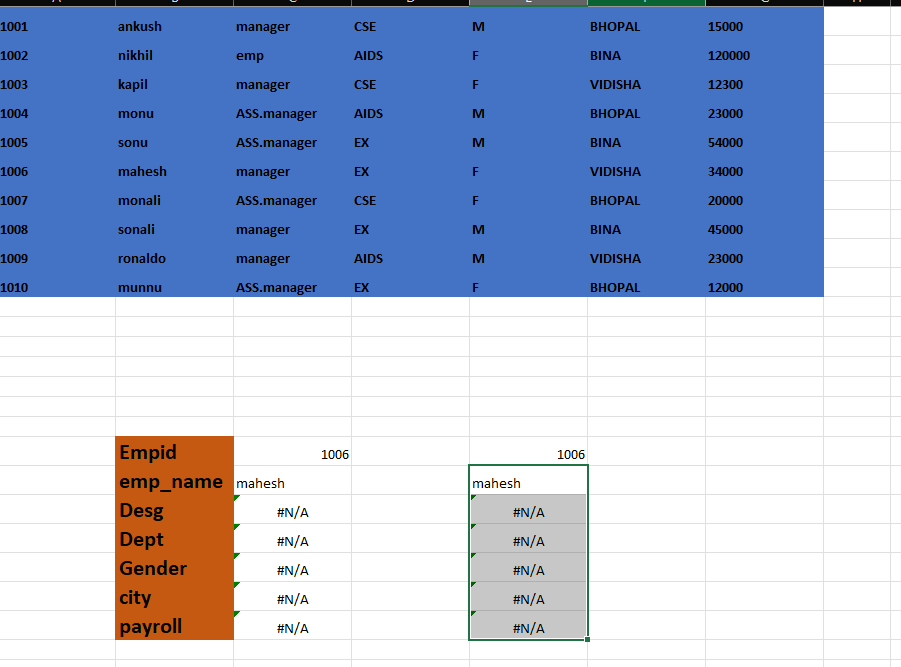 1001 ankush manager CSE M BHOPAL 15000
1002 nikhil emp AIDS F BINA 120000
1003 kapil manager CSE F VIDISHA 12300
1004 monu ASS.manager AIDS M BHOPAL 23000
1005 sonu ASS.manager EX M BINA 54000
1006 mahesh manager EX F VIDISHA 34000
1007 monali ASS.manager CSE F BHOPAL 20000
1008 sonali manager EX M BINA 45000
1009 ronaldo manager AIDS M VIDISHA 23000
1010 munnu ASS.manager EX F BHOPAL 12000
Empid 1006 1006
emp_name mahesh mahesh
Desg #N/A #N/A
Dept #N/A #N/A
Gender #N/A #N/A
city #N/A #N/A
payroll #N/A #N/A